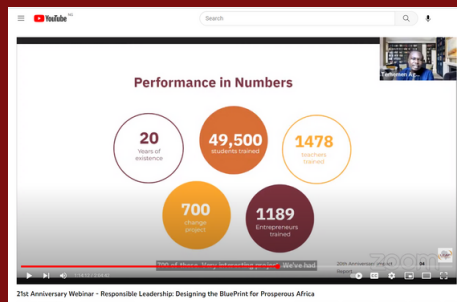 YouTube
Search
Performance in Numbers
20
Years of
existence
49,500
students trained
1478
teachers
trained
700
change
project
1189
Entrepreneurs
trained
zoom
21st Anniversary Webinar - Responsible Leadership: Designing the BluePrint for Prosperous Africa